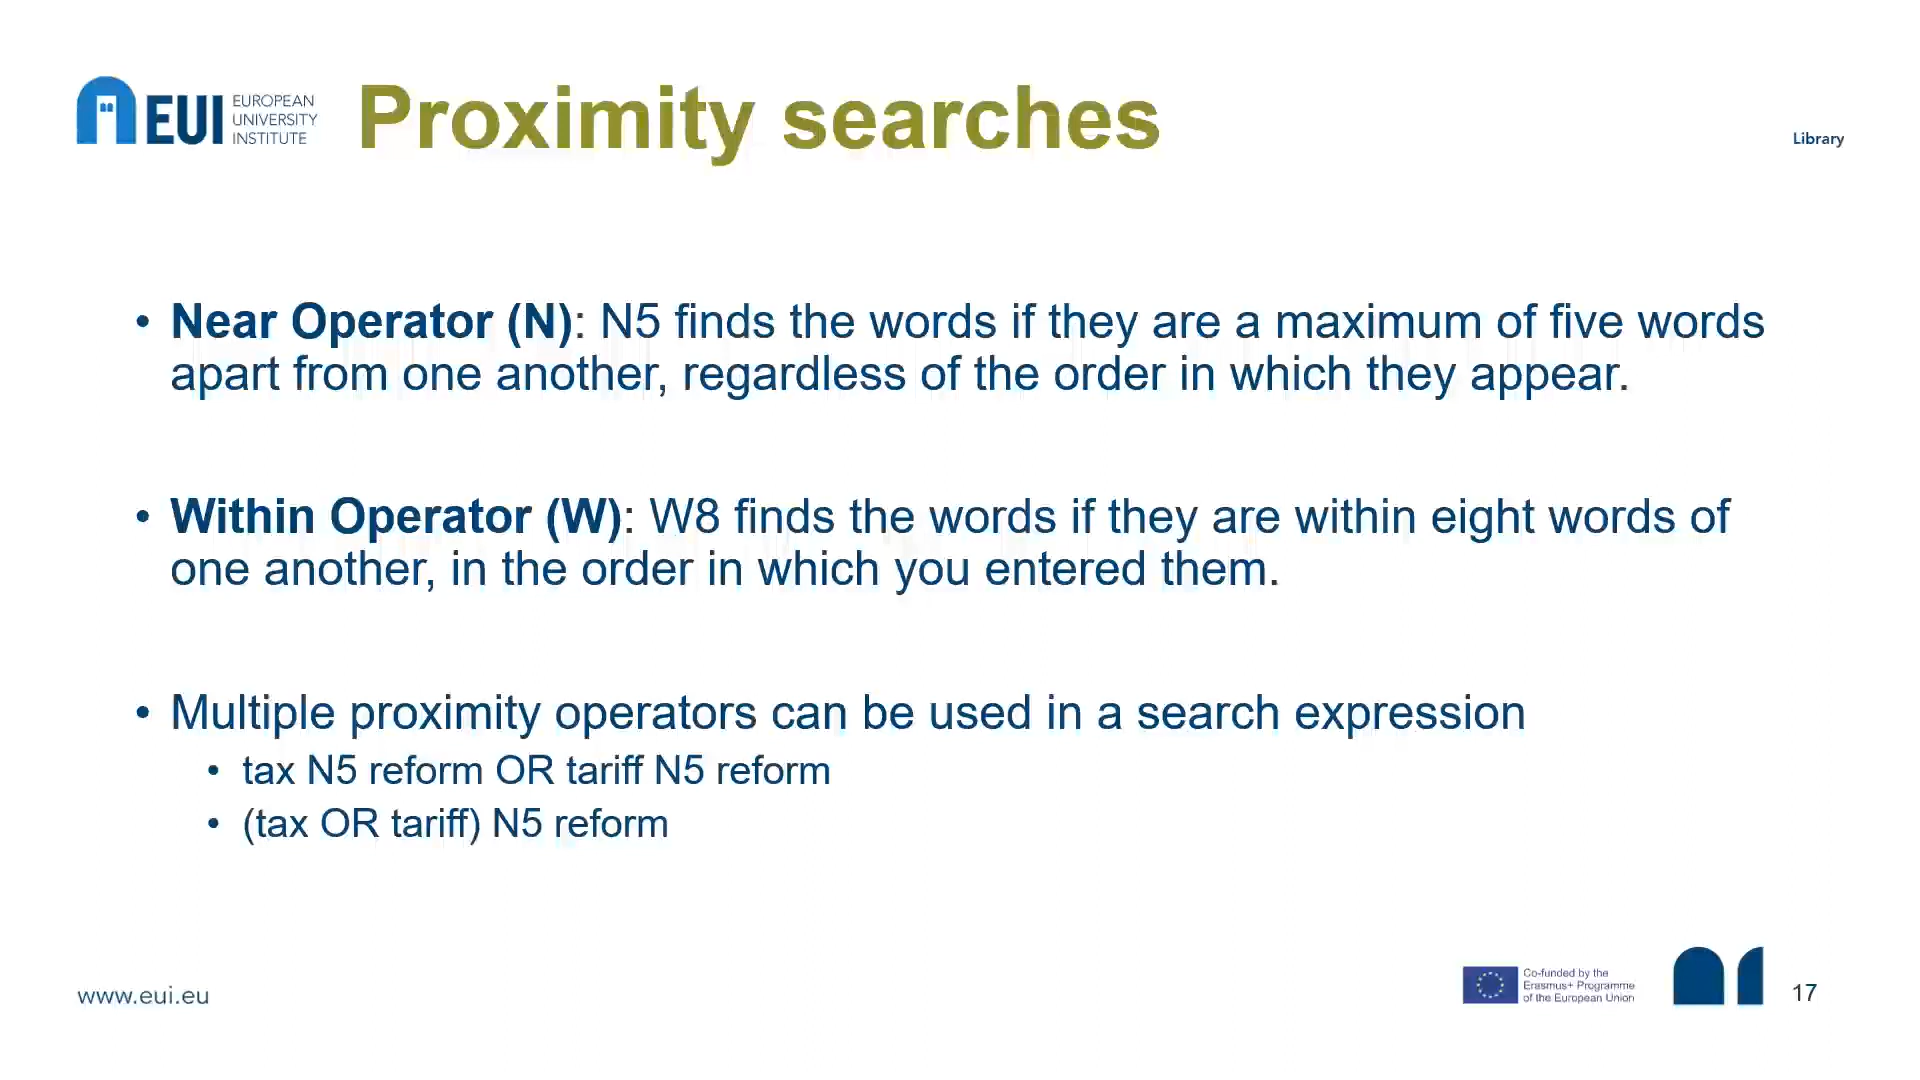 EUI EUROPEAN UNIVERSITY INSTITUTE
Proximity searches
Library
• Near Operator (N): N5 finds the words if they are a maximum of five words
apart from one another, regardless of the order in which they appear.
• Within Operator (W): W8 finds the words if they are within eight words of
one another, in the order in which you entered them.
• Multiple proximity operators can be used in a search expression
• tax N5 reform OR tariff N5 reform
• (tax OR tariff) N5 reform
www.eui.eu
Co-funded by the
Erasmus+ Programme
of the European Union
17